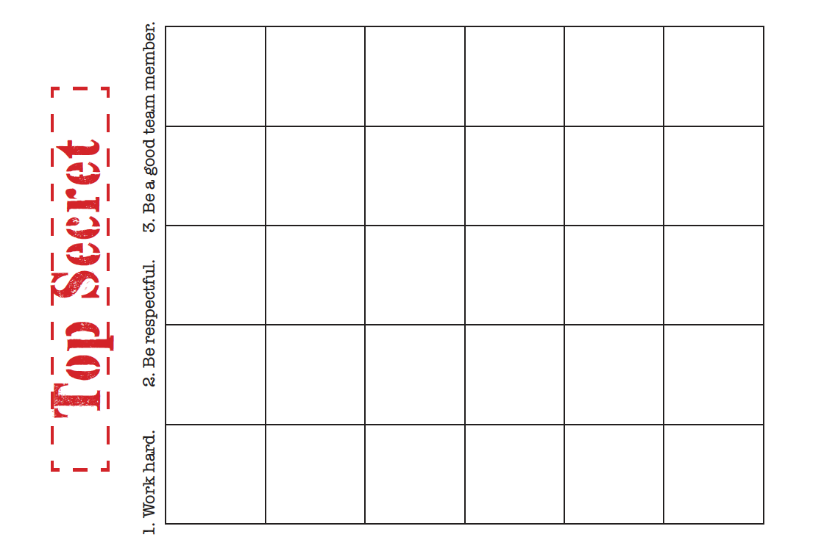 Top Secret
1. Work hard. 2. Be respectful. 3. Be a good team member.